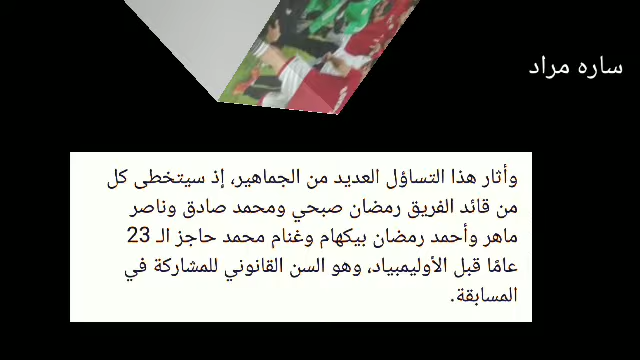 ساره مراد
وأثار هذا التساؤل العديد من الجماهير، إذ سيتخطى كل
من قائد الفريق رمضان صبحي ومحمد صادق وناصر
ماهر وأحمد رمضان بيكهام وغنام محمد حاجز الـ 23
عامًا قبل الأوليمبياد، وهو السن القانوني للمشاركة في
المسابقة.